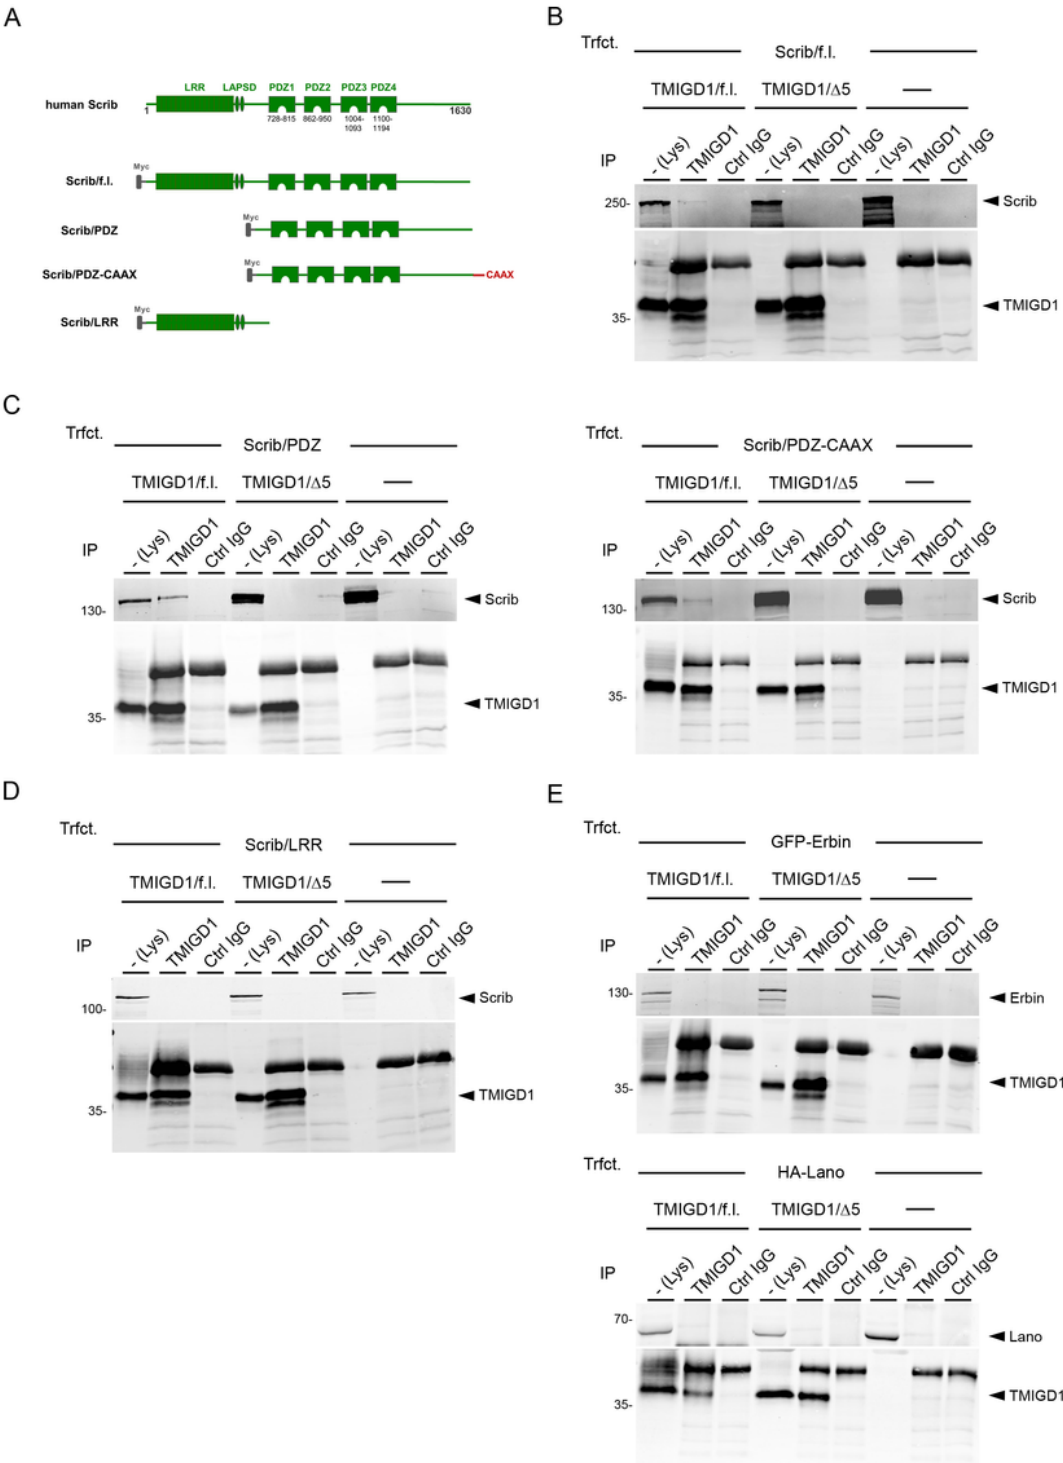 A
LRR LAPSD PDZ1 PDZ2 PDZ3 PDZ4
human Scrib
1 728-815 862-950 1004-1093 1100-1194 1630
Myc
Scrib/f.l.
Myc
Scrib/PDZ
Myc
Scrib/PDZ-CAAX CAAX
Myc
Scrib/LRR
B
Trfct. Scrib/f.l.
TMIGD1/f.l. TMIGD1/Δ5 —
IP - (Lys) TMIGD1 Ctrl IgG - (Lys) TMIGD1 Ctrl IgG - (Lys) TMIGD1 Ctrl IgG
250- Scrib
TMIGD1
35-
C
Trfct. Scrib/PDZ
TMIGD1/f.l. TMIGD1/Δ5 —
IP - (Lys) TMIGD1 Ctrl IgG - (Lys) TMIGD1 Ctrl IgG - (Lys) TMIGD1 Ctrl IgG
Scrib
130-
TMIGD1
35-
Trfct. Scrib/PDZ-CAAX
TMIGD1/f.l. TMIGD1/Δ5 —
IP - (Lys) TMIGD1 Ctrl IgG - (Lys) TMIGD1 Ctrl IgG - (Lys) TMIGD1 Ctrl IgG
Scrib
130-
TMIGD1
35-
D
Trfct. Scrib/LRR
TMIGD1/f.l. TMIGD1/Δ5 —
IP - (Lys) TMIGD1 Ctrl IgG - (Lys) TMIGD1 Ctrl IgG - (Lys) TMIGD1 Ctrl IgG
Scrib
100-
TMIGD1
35-
E
Trfct. GFP-Erbin
TMIGD1/f.l. TMIGD1/Δ5 —
IP - (Lys) TMIGD1 Ctrl IgG - (Lys) TMIGD1 Ctrl IgG - (Lys) TMIGD1 Ctrl IgG
130- Erbin
TMIGD1
35-
Trfct. HA-Lano
TMIGD1/f.l. TMIGD1/Δ5 —
IP - (Lys) TMIGD1 Ctrl IgG - (Lys) TMIGD1 Ctrl IgG - (Lys) TMIGD1 Ctrl IgG
70-
Lano
TMIGD1
35-